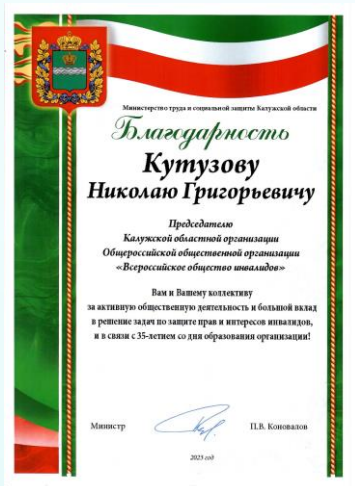 Министерство труда и социальной защиты Калужской области
Благодарность
Кутузову
Николаю Григорьевичу
Председателю
Калужской областной организации
Общероссийской общественной организации
«Всероссийское общество инвалидов»
Вам и Вашему коллективу
за активную общественную деятельность и большой вклад
в решение задач по защите прав и интересов инвалидов,
и в связи с 35-летием со дня образования организации!
Министр П.В. Коновалов
2023 год